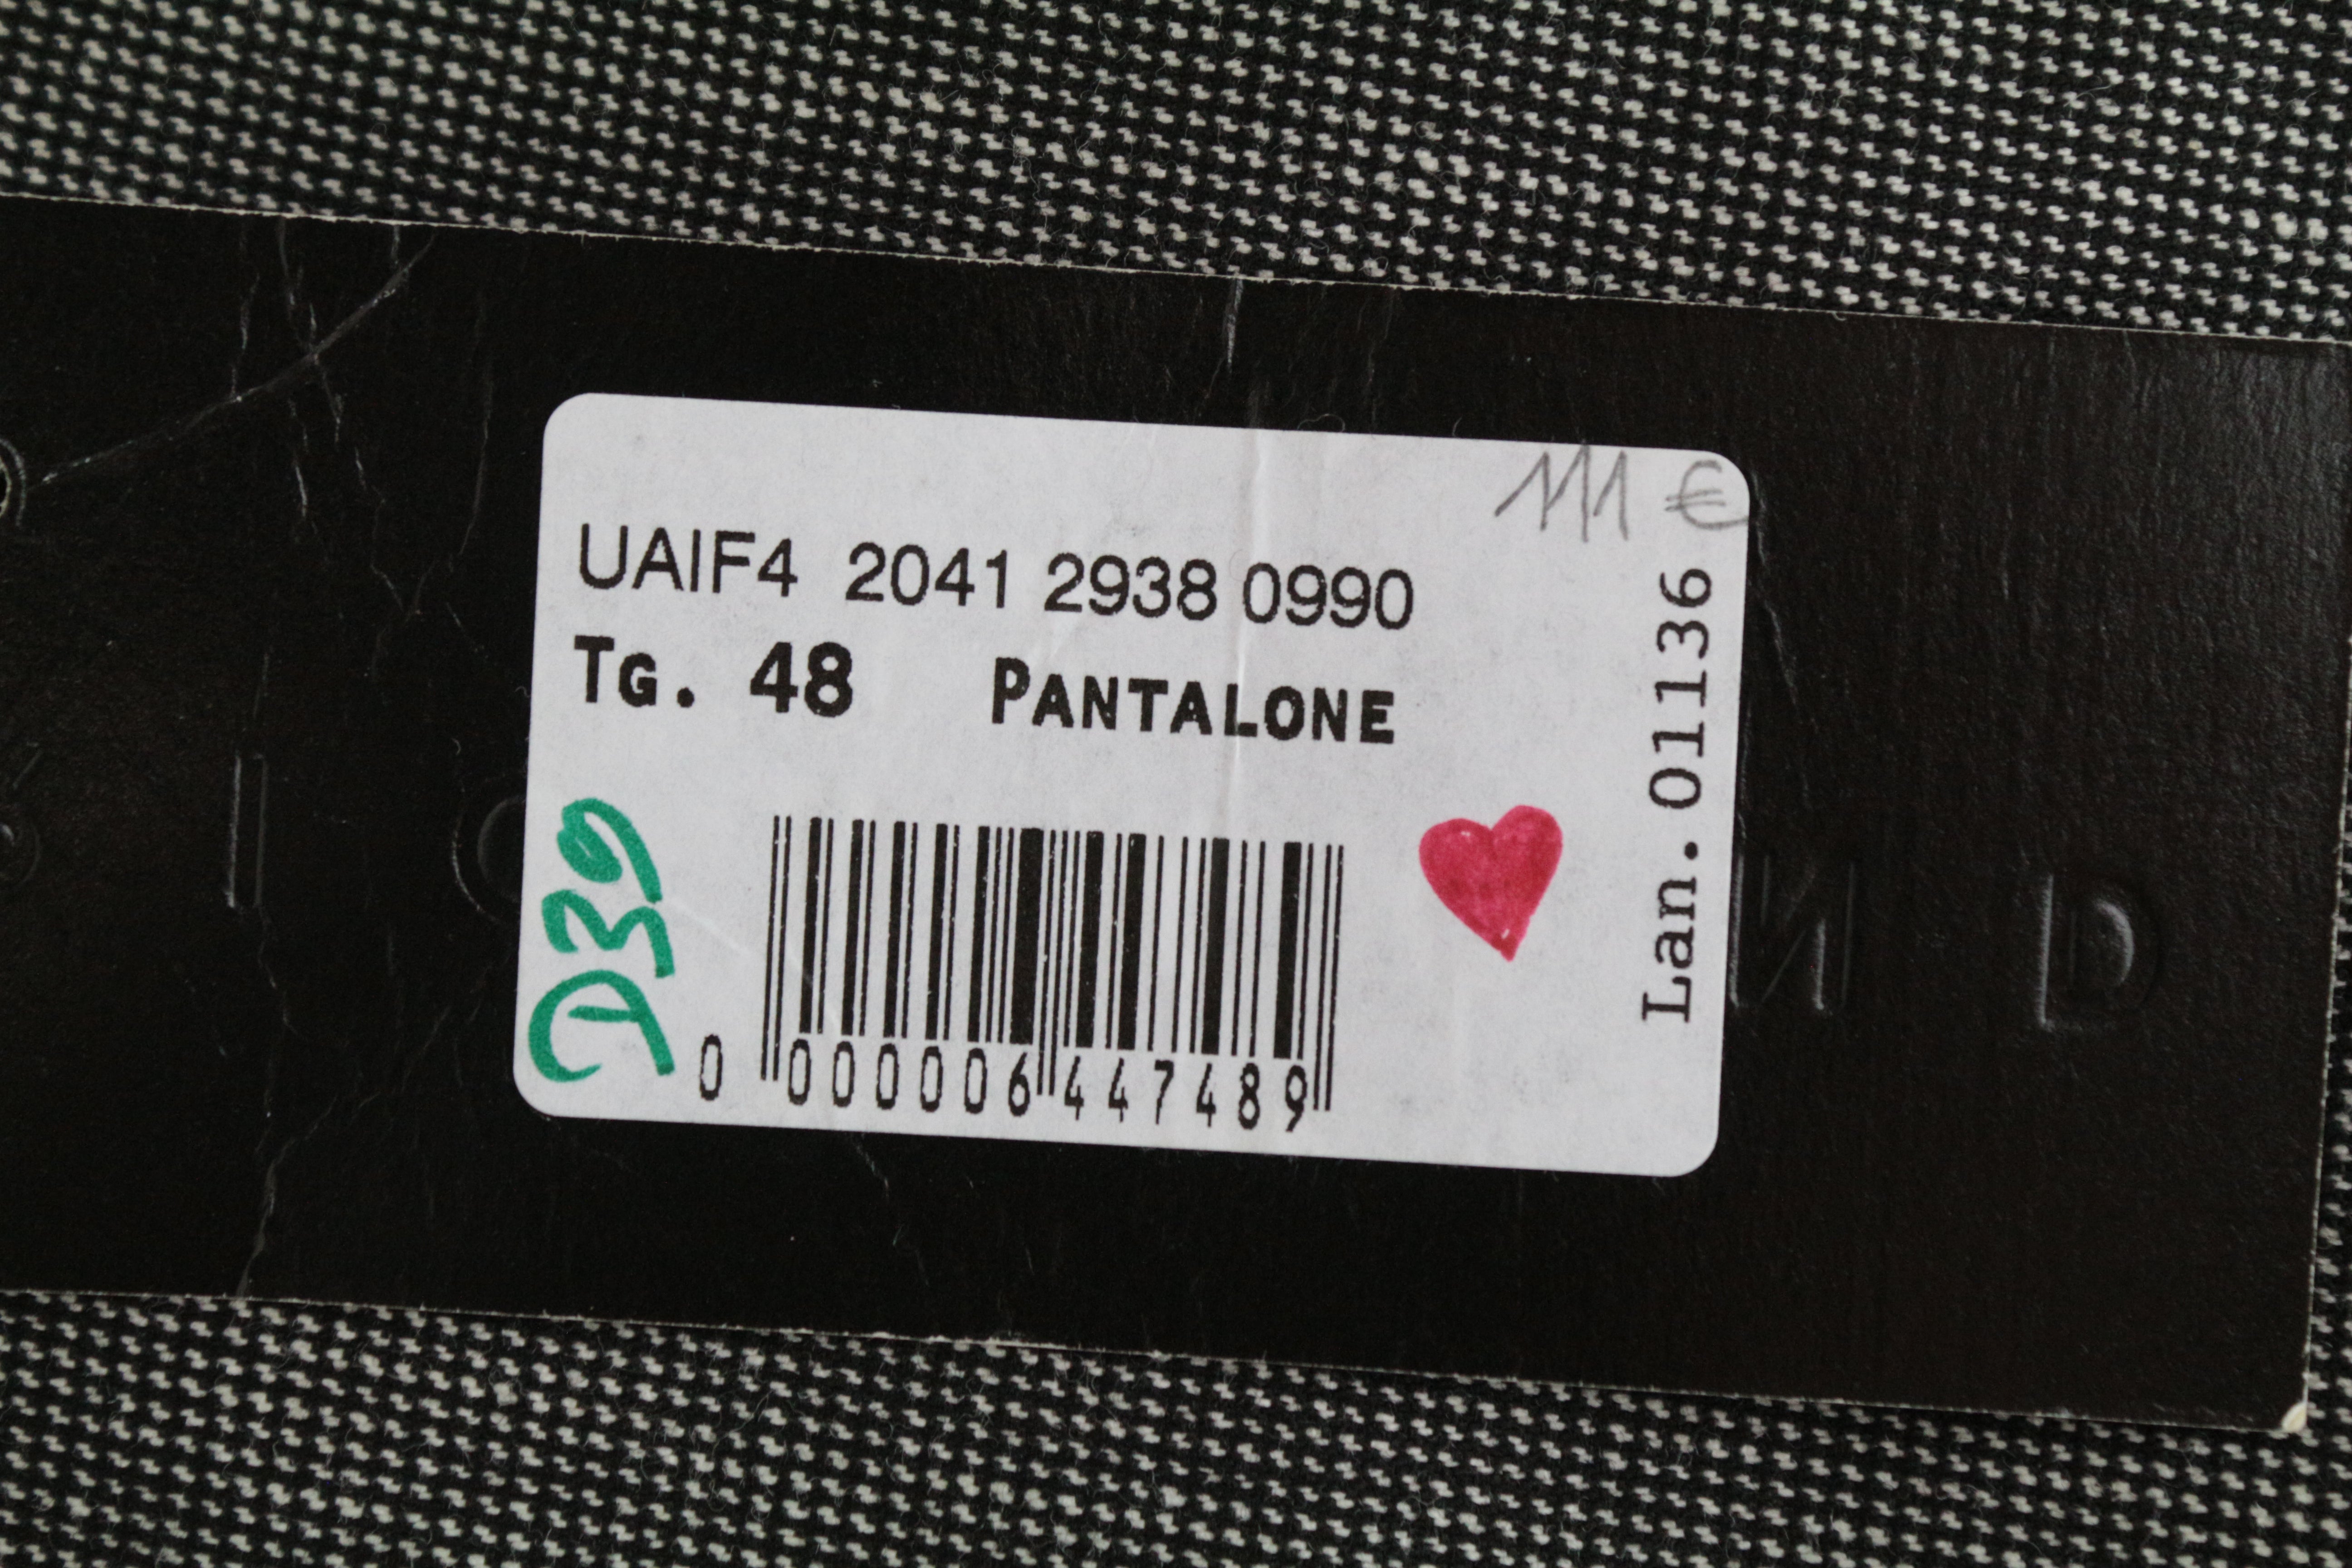 111 €
UAIF4 2041 2938 0990
TG. 48 PANTALONE
Lan.01136
D39
0 000006 447489